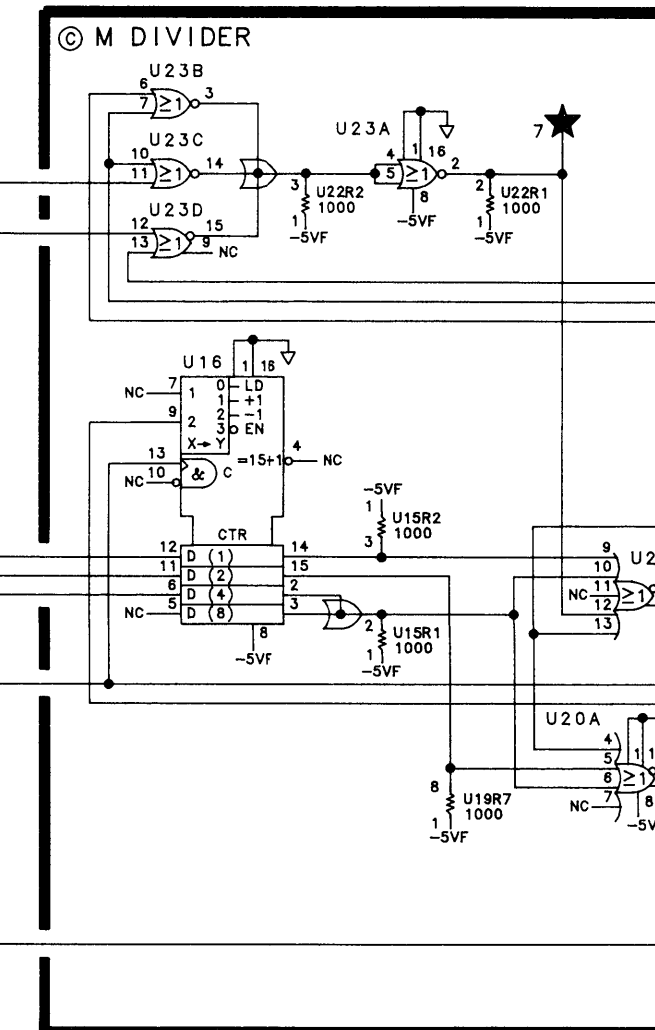 © M DIVIDER
U23B
6
7
≥1
3
U23C
10
11
≥1
14
U23D
12
13
≥1
15
9
NC
3
U22R2
1000
1
-5VF
U23A
4
5
≥1
1
16
2
8
-5VF
2
U22R1
1000
1
-5VF
7
U16
1
16
NC
7
1
9
2
0
LD
1
+1
2
-1
3
EN
X→Y
13
NC
10
&
C
=15+1
4
NC
CTR
12
D
(1)
14
11
D
(2)
15
6
D
(4)
2
NC
5
D
(8)
3
8
-5VF
-5VF
1
U15R2
1000
3
2
U15R1
1000
1
-5VF
U2
9
10
NC
11
12
13
≥1
U20A
4
5
6
NC
7
≥1
1
1
8
-5V
8
U19R7
1000
1
-5VF